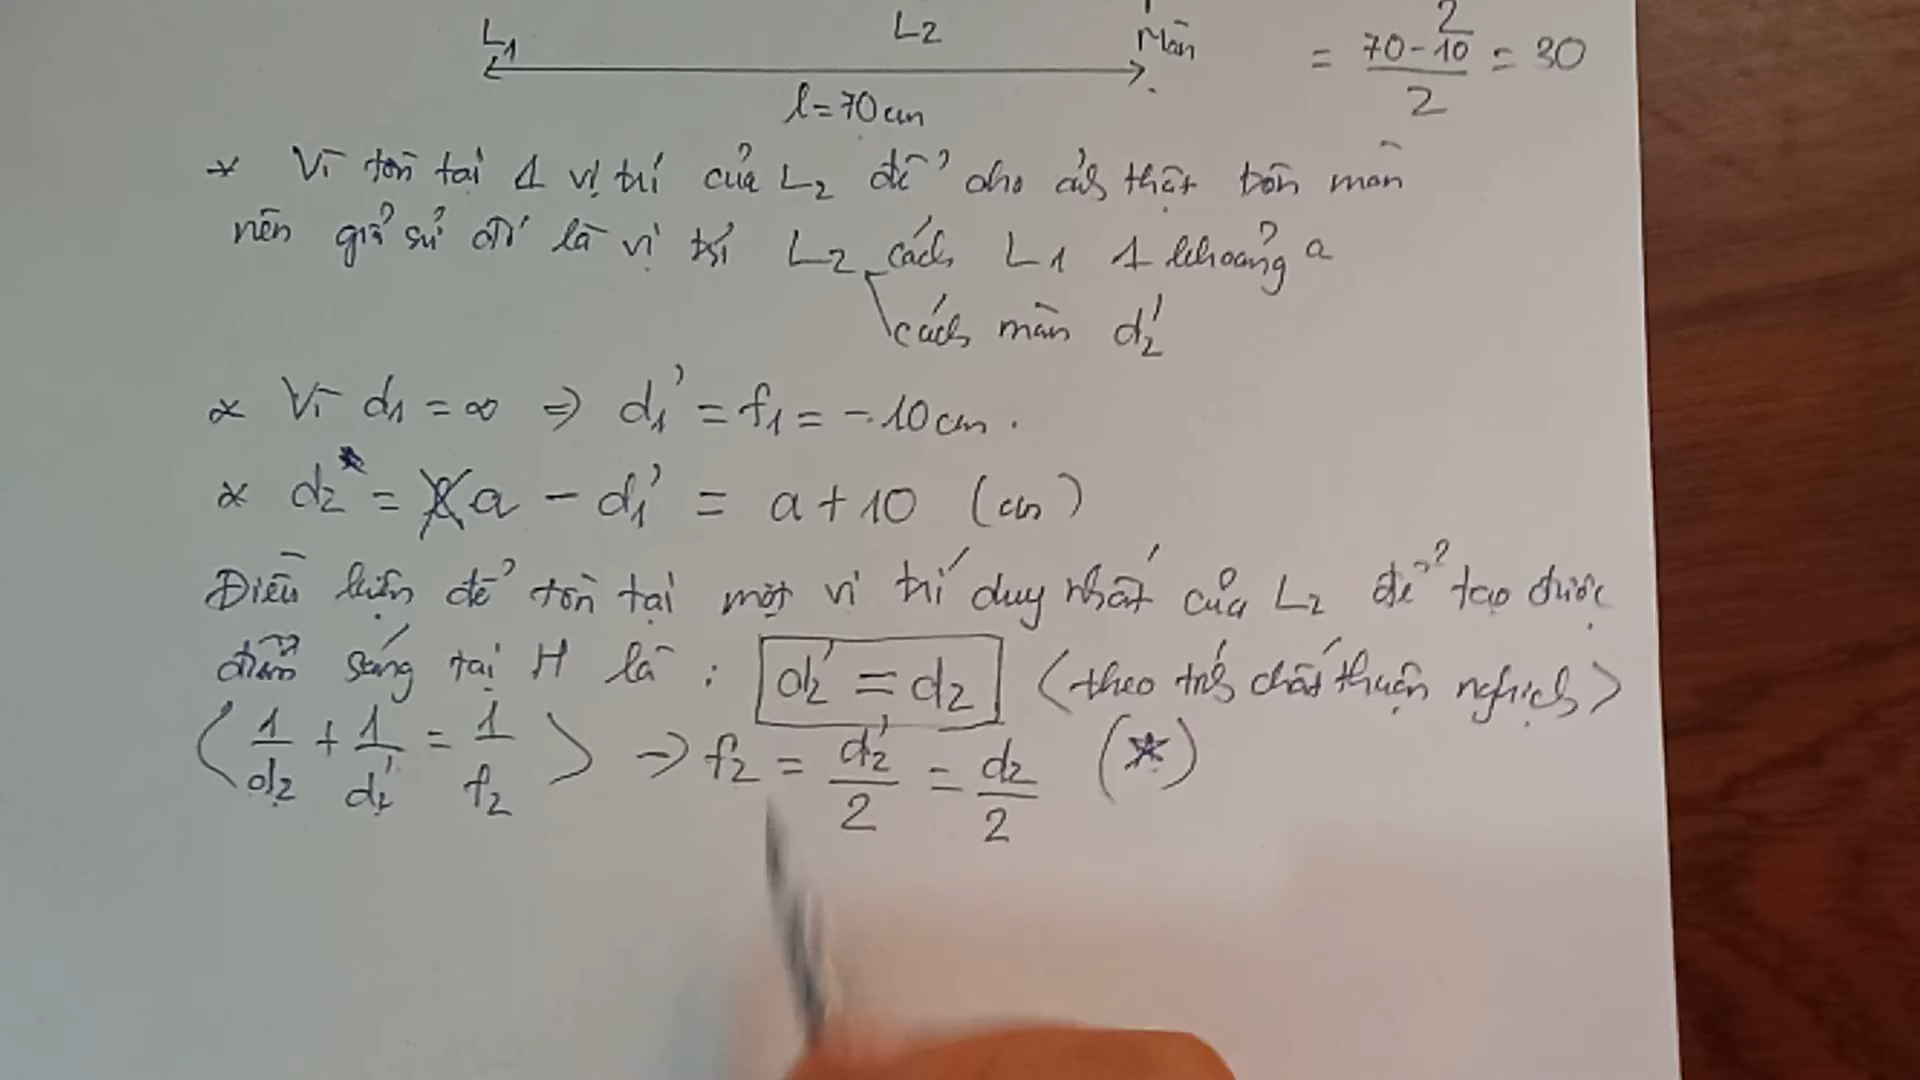 L₁ L₂ Màn
l = 70 cm
= (70 - 10)/2 = 30
* Vì tồn tại 1 vị trí của L₂ để cho ảnh thật trên màn
nên giả sử đó là vị trí L₂ cách L₁ 1 khoảng a
cách màn d₂'
* Vì d₁ = ∞ => d₁' = f₁ = -10 cm.
* d₂ = a - d₁' = a + 10 (cm)
Điều kiện để tồn tại một vị trí duy nhất của L₂ để tạo được
điểm sáng tại H là : d₂' = d₂ (theo tính chất thuận nghịch)
(1/d₂ + 1/d₂' = 1/f₂) → f₂ = d₂'/2 = d₂/2 (*)